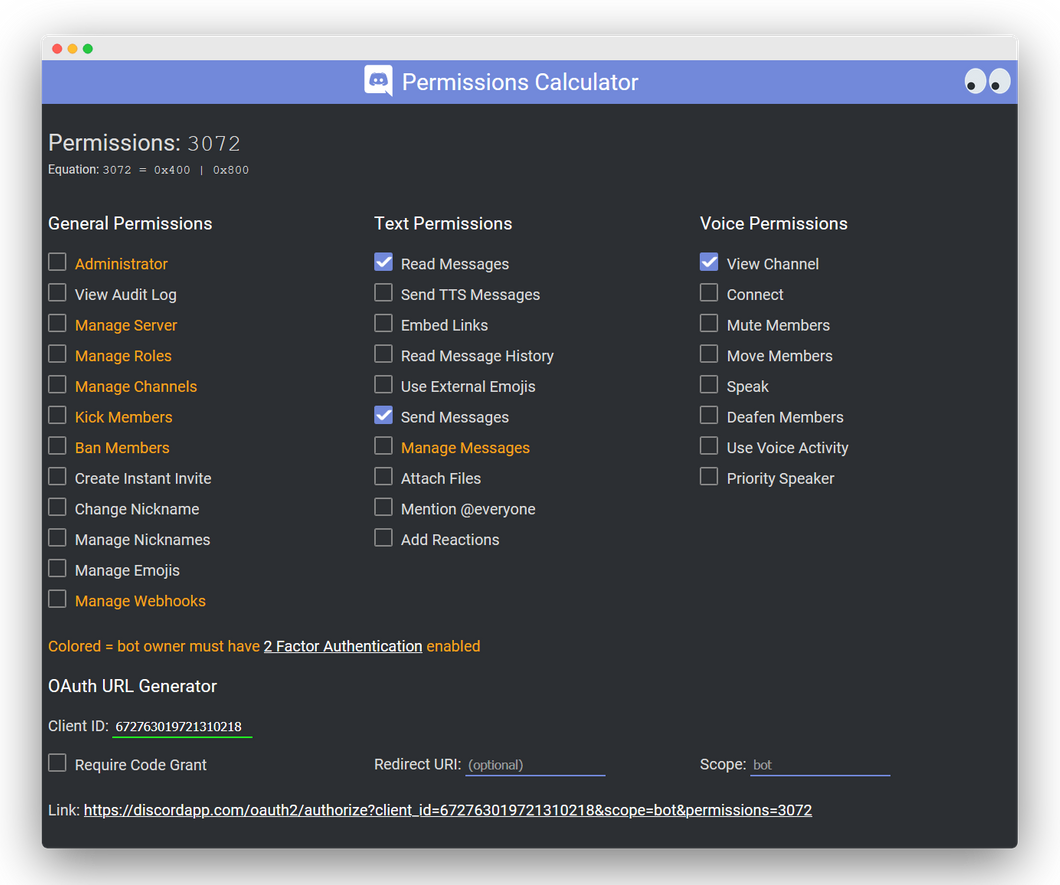 Permissions Calculator
Permissions: 3072
Equation: 3072 = 0x400 | 0x800
General Permissions
Administrator
View Audit Log
Manage Server
Manage Roles
Manage Channels
Kick Members
Ban Members
Create Instant Invite
Change Nickname
Manage Nicknames
Manage Emojis
Manage Webhooks
Text Permissions
Read Messages
Send TTS Messages
Embed Links
Read Message History
Use External Emojis
Send Messages
Manage Messages
Attach Files
Mention @everyone
Add Reactions
Voice Permissions
View Channel
Connect
Mute Members
Move Members
Speak
Deafen Members
Use Voice Activity
Priority Speaker
Colored = bot owner must have 2 Factor Authentication enabled
OAuth URL Generator
Client ID: 672763019721310218
Require Code Grant
Redirect URI: (optional)
Scope: bot
Link: https://discordapp.com/oauth2/authorize?client_id=672763019721310218&scope=bot&permissions=3072